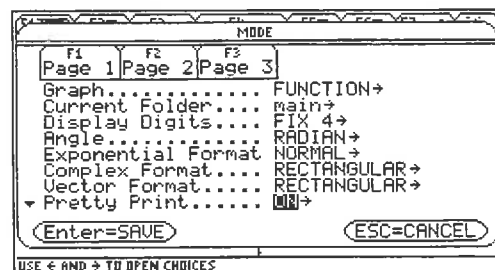 MODE
F1 F2 F3
Page 1 Page 2 Page 3
Graph............. FUNCTION→
Current Folder.... main→
Display Digits.... FIX 4→
Angle............. RADIAN→
Exponential Format NORMAL→
Complex Format.... RECTANGULAR→
Vector Format..... RECTANGULAR→
Pretty Print...... ON→
Enter=SAVE ESC=CANCEL
USE ← AND → TO OPEN CHOICES